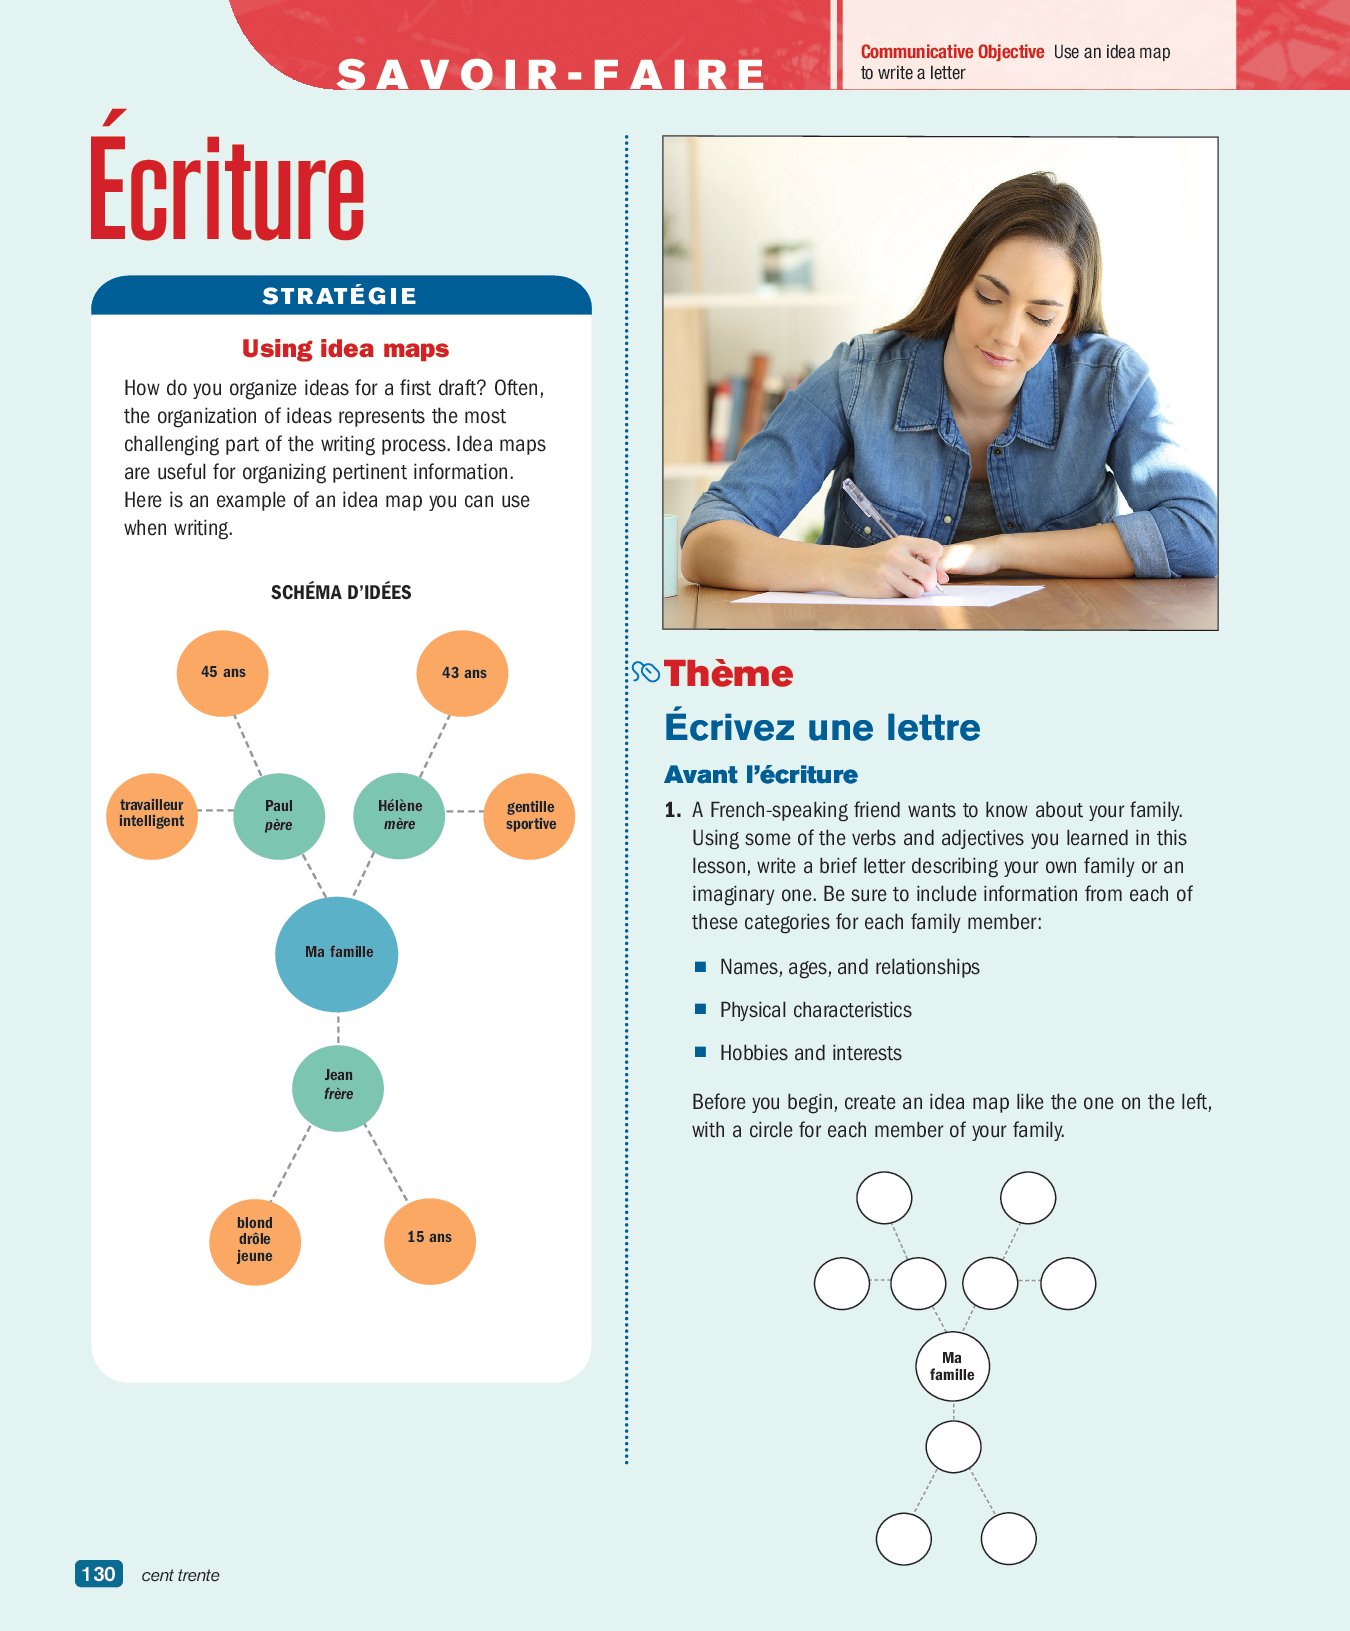 SAVOIR-FAIRE
Communicative Objective Use an idea map
to write a letter
Écriture
STRATÉGIE
Using idea maps
How do you organize ideas for a first draft? Often,
the organization of ideas represents the most
challenging part of the writing process. Idea maps
are useful for organizing pertinent information.
Here is an example of an idea map you can use
when writing.
SCHÉMA D’IDÉES
45 ans
43 ans
travailleur
intelligent
Paul
père
Hélène
mère
gentille
sportive
Ma famille
Jean
frère
blond
drôle
jeune
15 ans
Thème
Écrivez une lettre
Avant l’écriture
1. A French-speaking friend wants to know about your family.
Using some of the verbs and adjectives you learned in this
lesson, write a brief letter describing your own family or an
imaginary one. Be sure to include information from each of
these categories for each family member:
■ Names, ages, and relationships
■ Physical characteristics
■ Hobbies and interests
Before you begin, create an idea map like the one on the left,
with a circle for each member of your family.
Ma
famille
130 cent trente